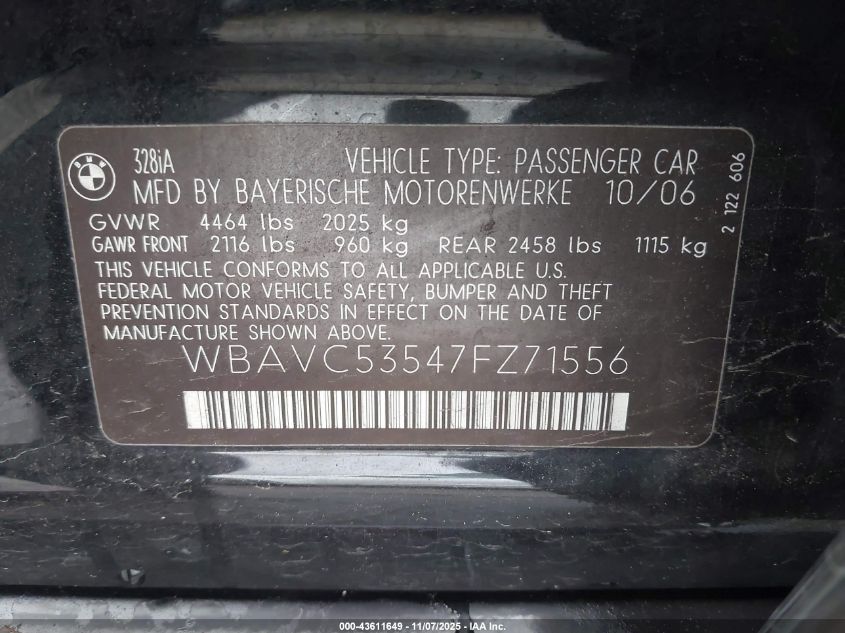 BMW
328iA VEHICLE TYPE: PASSENGER CAR
MFD BY BAYERISCHE MOTORENWERKE 10/06
GVWR 4464 lbs 2025 kg
GAWR FRONT 2116 lbs 960 kg REAR 2458 lbs 1115 kg
THIS VEHICLE CONFORMS TO ALL APPLICABLE U.S.
FEDERAL MOTOR VEHICLE SAFETY, BUMPER AND THEFT
PREVENTION STANDARDS IN EFFECT ON THE DATE OF
MANUFACTURE SHOWN ABOVE.
WBAVC53547FZ71556
2 122 606
000-43611649 - 11/07/2025 - IAA Inc.